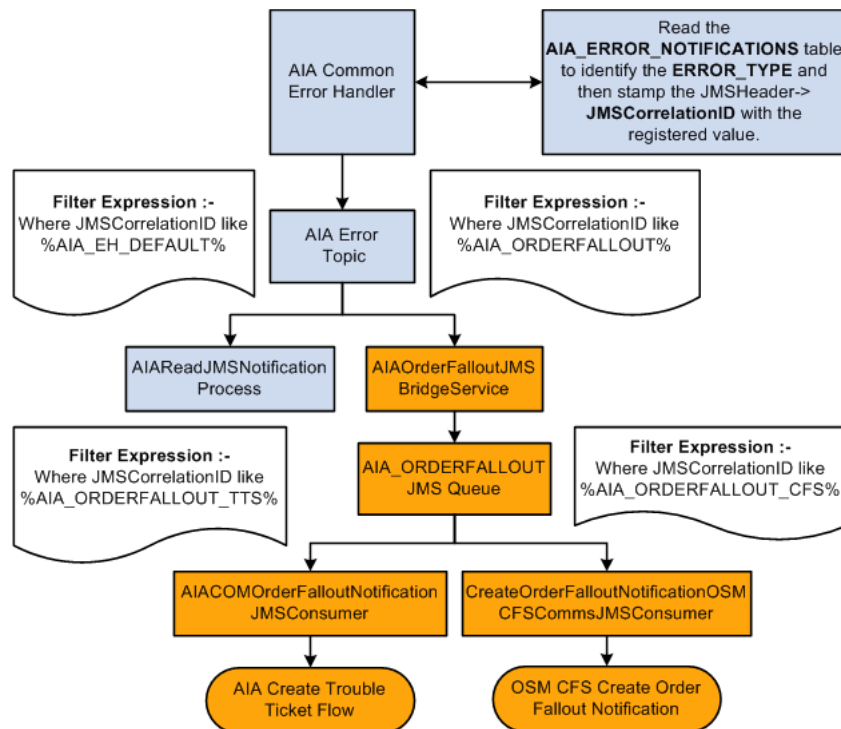 AIA Common
Error Handler
Read the
AIA_ERROR_NOTIFICATIONS table
to identify the ERROR_TYPE and
then stamp the JMSHeader->
JMSCorrelationID with the
registered value.
Filter Expression :-
Where JMSCorrelationID like
%AIA_EH_DEFAULT%
AIA Error
Topic
Filter Expression :-
Where JMSCorrelationID like
%AIA_ORDERFALLOUT%
AIAReadJMSNotification
Process
AIAOrderFalloutJMS
BridgeService
Filter Expression :-
Where JMSCorrelationID like
%AIA_ORDERFALLOUT_TTS%
AIA_ORDERFALLOUT
JMS Queue
Filter Expression :-
Where JMSCorrelationID like
%AIA_ORDERFALLOUT_CFS%
AIACOMOrderFalloutNotification
JMSConsumer
CreateOrderFalloutNotificationOSM
CFSCommsJMSConsumer
AIA Create Trouble
Ticket Flow
OSM CFS Create Order
Fallout Notification